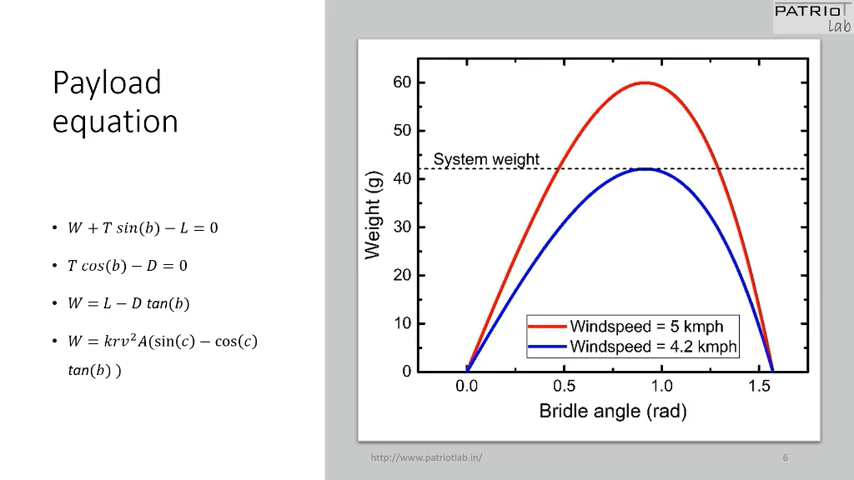 PATRIOT
lab
Payload
equation
• W + T sin(b) − L = 0
• T cos(b) − D = 0
• W = L − D tan(b)
• W = krv²A(sin(c) − cos(c)
tan(b) )
60
50
40
30
20
10
0
Weight (g)
System weight
Windspeed = 5 kmph
Windspeed = 4.2 kmph
0.0 0.5 1.0 1.5
Bridle angle (rad)
http://www.patriotlab.in/ 6